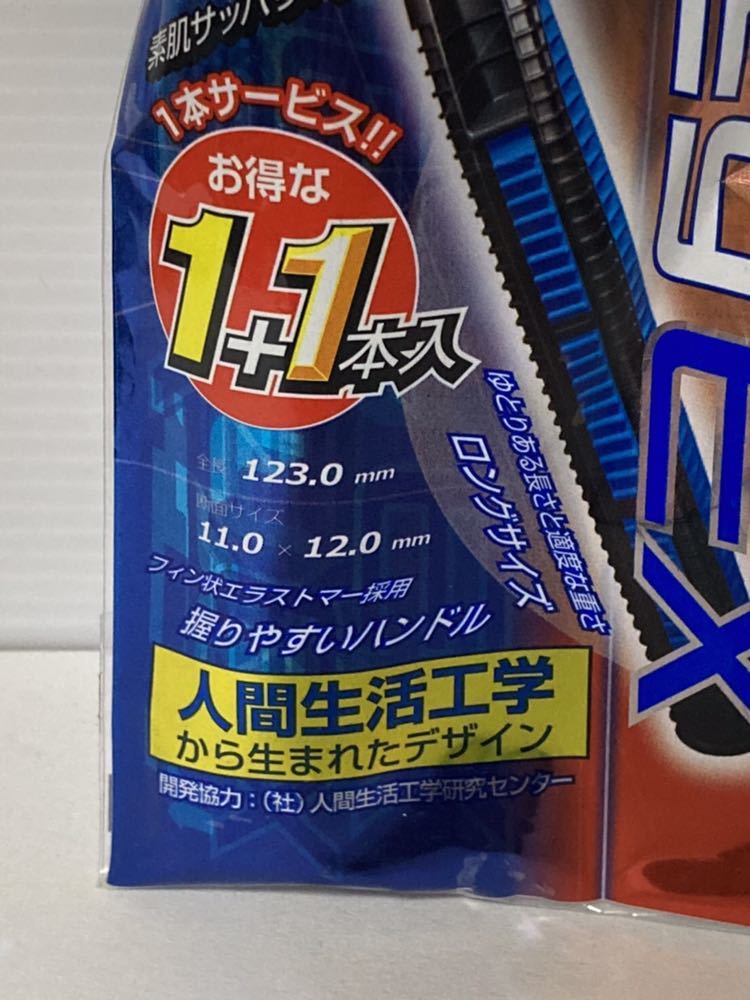 素肌サッパ
1本サービス!!
お得な
1+1本入
全長 123.0 mm
断面サイズ
11.0 × 12.0 mm
フィン状エラストマー採用
握りやすいハンドル
ゆとりある長さと適度な重さ
ロングサイズ
人間生活工学
から生まれたデザイン
開発協力：（社）人間生活工学研究センター
EX